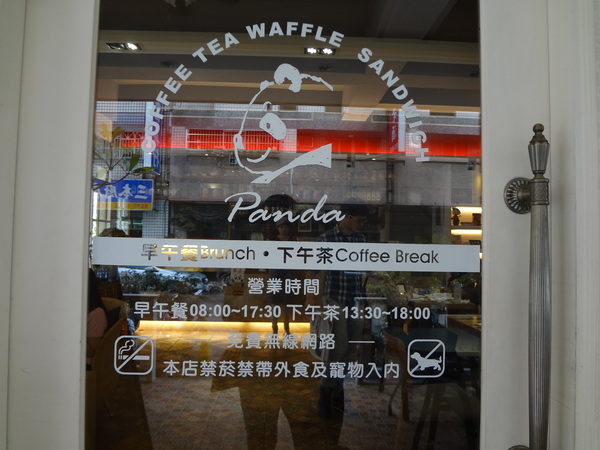 COFFEE TEA WAFFLE SANDWICH
Panda
早午餐Brunch・下午茶Coffee Break
營業時間
早午餐08:00~17:30 下午茶13:30~18:00
免費無線網路
本店禁菸禁帶外食及寵物入內